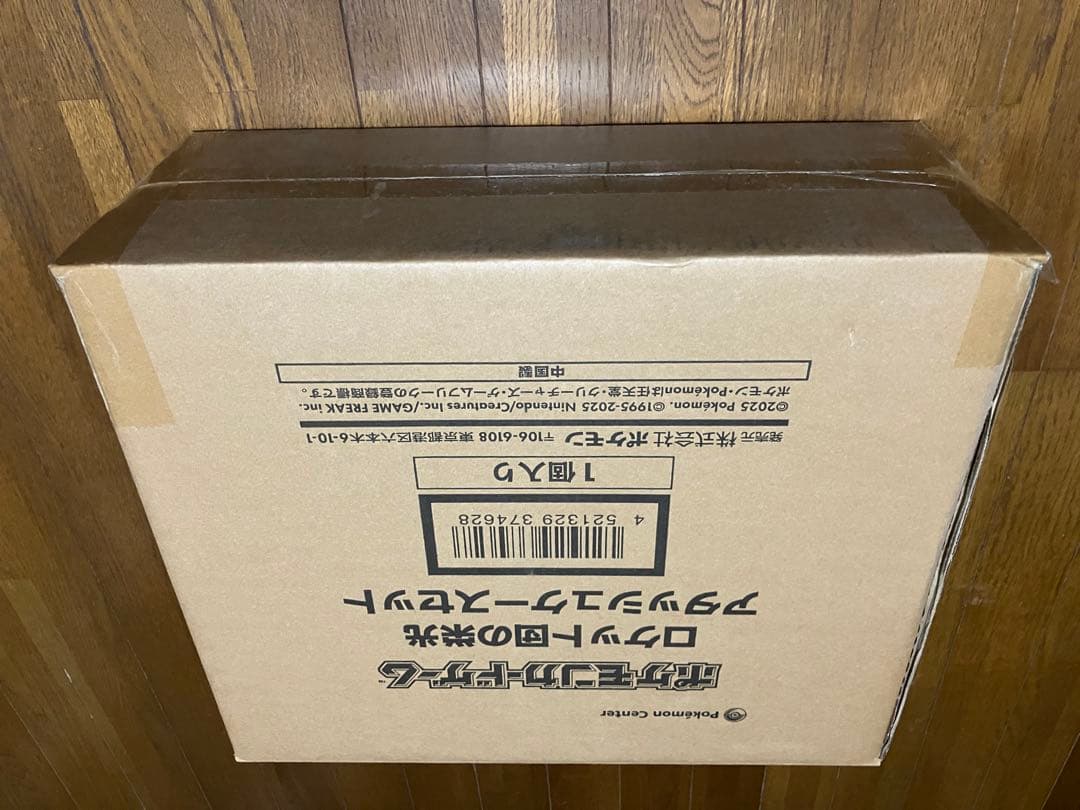 Pokémon Center
ポケモンカードゲーム™
ロケット団の栄光
アタッシュケースセット
4 521329 374628
1個入り
発売元 株式会社 ポケモン 〒106-6108 東京都港区六本木6-10-1
©2025 Pokémon. ©1995-2025 Nintendo/Creatures Inc./GAME FREAK inc.
ポケモン・Pokémonは任天堂・クリーチャーズ・ゲームフリークの登録商標です。
中国製